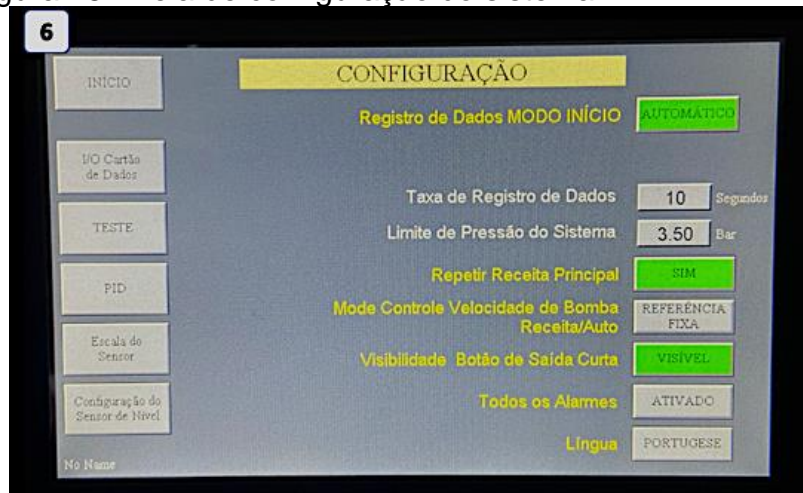 6
CONFIGURAÇÃO
INÍCIO
Registro de Dados MODO INÍCIO
AUTOMÁTICO
I/O Cartão
de Dados
Taxa de Registro de Dados
10
Segundos
TESTE
Limite de Pressão do Sistema
3.50
Bar
PID
Repetir Receita Principal
SIM
Mode Controle Velocidade de Bomba
Receita/Auto
REFERÊNCIA
FIXA
Escala do
Sensor
Visibilidade Botão de Saída Curta
VISÍVEL
Configuração do
Sensor de Nível
Todos os Alarmes
ATIVADO
Língua
PORTUGESE
No Name